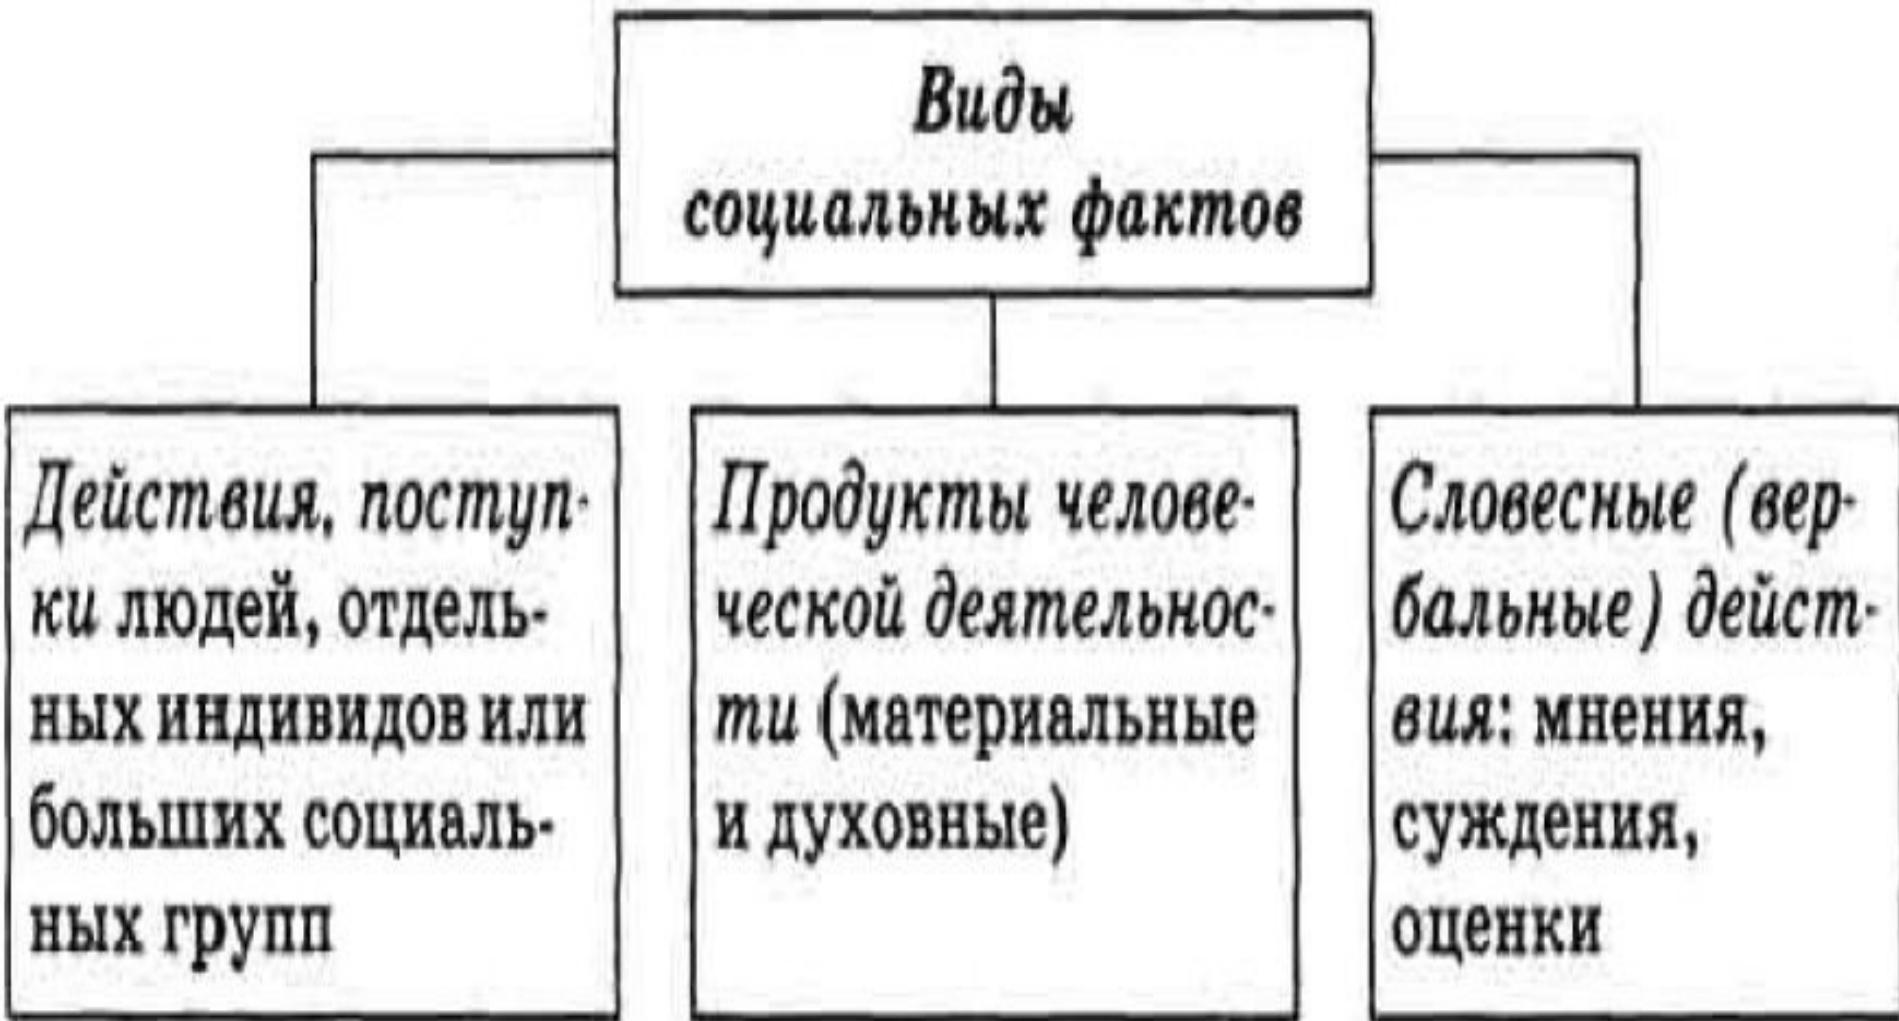 Виды
социальных фактов
Действия, поступ-
ки людей, отдель-
ных индивидов или
больших социаль-
ных групп
Продукты челове-
ческой деятельнос-
ти (материальные
и духовные)
Словесные (вер-
бальные) дейст-
вия: мнения,
суждения,
оценки